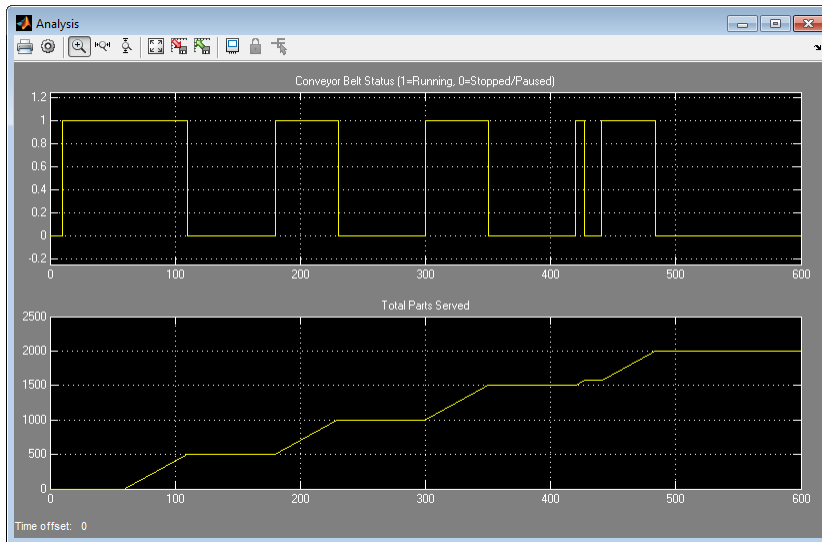 Analysis
Conveyor Belt Status (1=Running, 0=Stopped/Paused)
1.2
1
0.8
0.6
0.4
0.2
0
-0.2
0 100 200 300 400 500 600
Total Parts Served
2500
2000
1500
1000
500
0
0 100 200 300 400 500 600
Time offset: 0